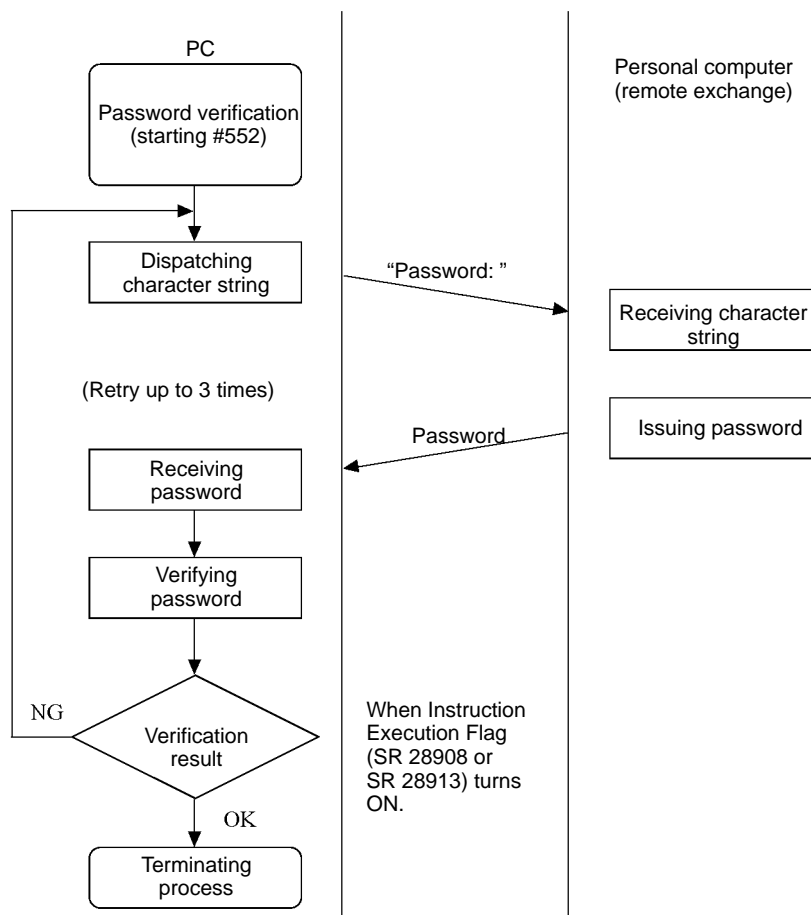 PC
Password verification
(starting #552)
Personal computer
(remote exchange)
Dispatching
character string
“Password: ”
Receiving character
string
(Retry up to 3 times)
Issuing password
Password
Receiving
password
Verifying
password
NG
Verification
result
When Instruction
Execution Flag
(SR 28908 or
SR 28913) turns
ON.
OK
Terminating
process